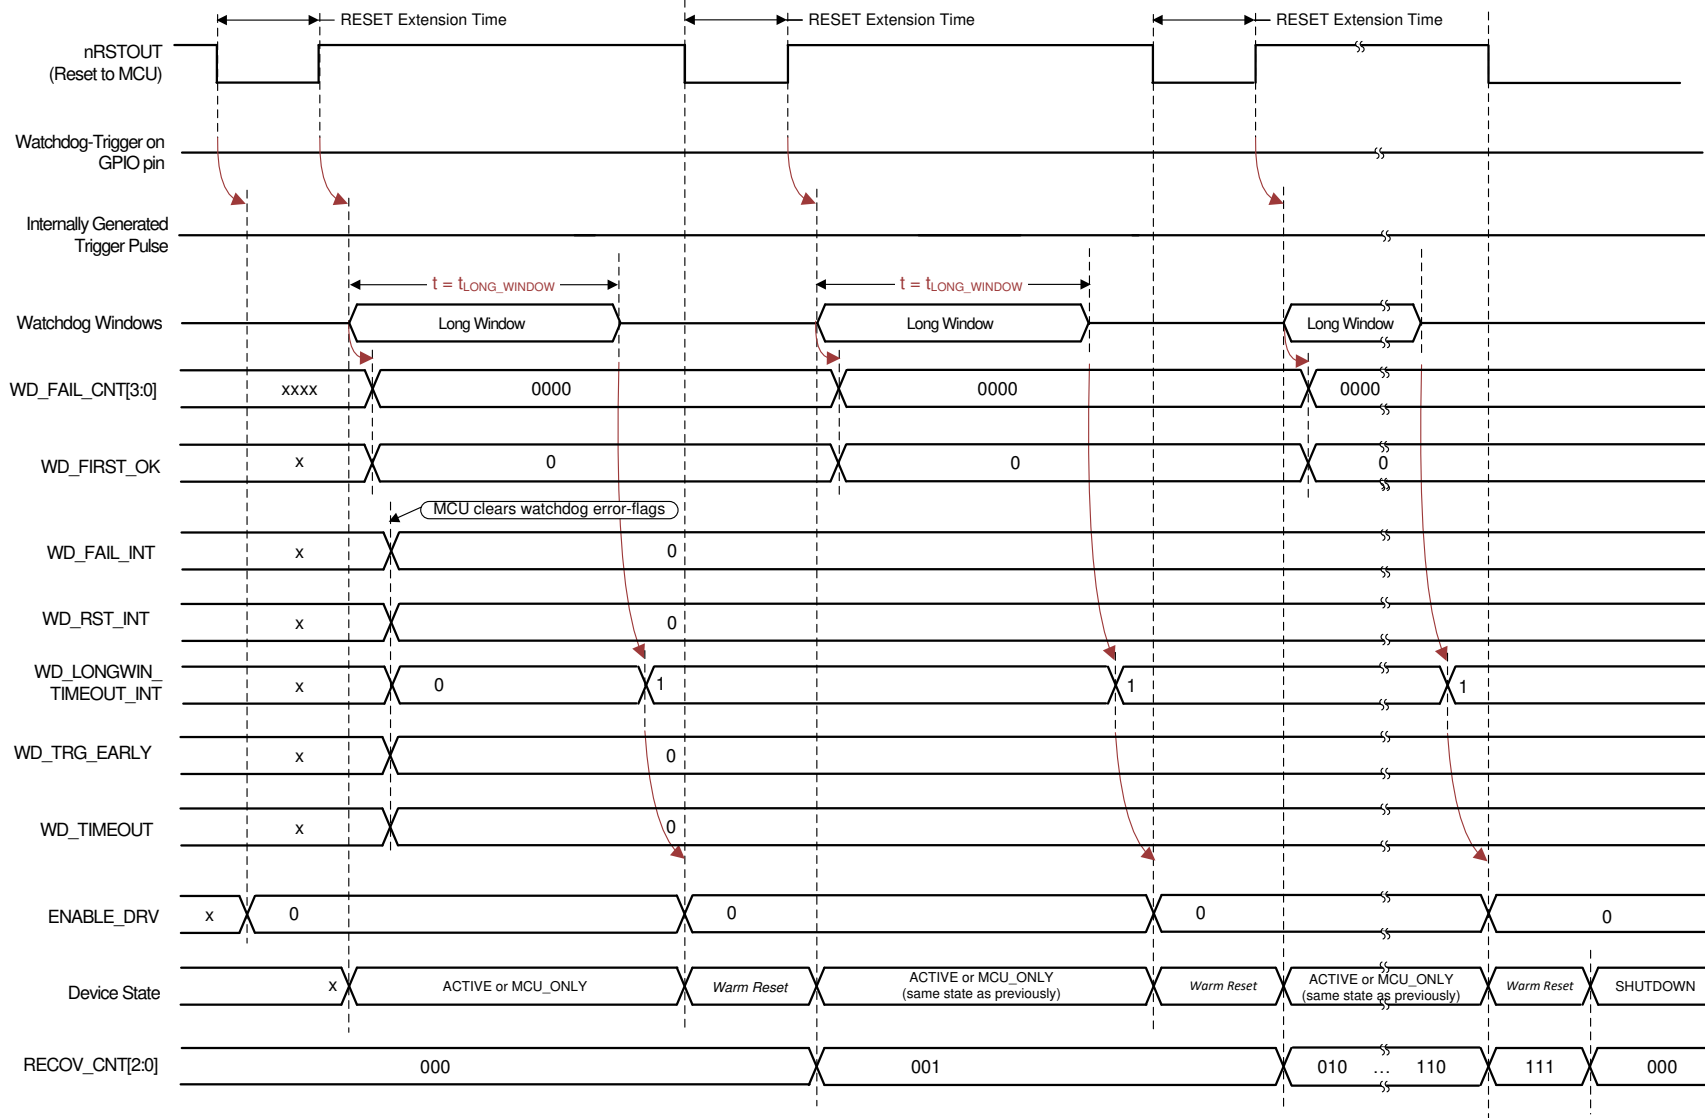 RESET Extension Time RESET Extension Time RESET Extension Time
nRSTOUT
(Reset to MCU)
Watchdog-Trigger on
GPIO pin
Internally Generated
Trigger Pulse
t = tLONG_WINDOW t = tLONG_WINDOW
Watchdog Windows Long Window Long Window Long Window
WD_FAIL_CNT[3:0] xxxx 0000 0000 0000
WD_FIRST_OK x 0 0 0
MCU clears watchdog error-flags
WD_FAIL_INT x 0
WD_RST_INT x 0
WD_LONGWIN_
TIMEOUT_INT x 0 1 1 1
WD_TRG_EARLY x 0
WD_TIMEOUT x 0
ENABLE_DRV x 0 0 0 0
Device State x ACTIVE or MCU_ONLY Warm Reset ACTIVE or MCU_ONLY
(same state as previously) Warm Reset ACTIVE or MCU_ONLY
(same state as previously) Warm Reset SHUTDOWN
RECOV_CNT[2:0] 000 001 010 ... 110 111 000